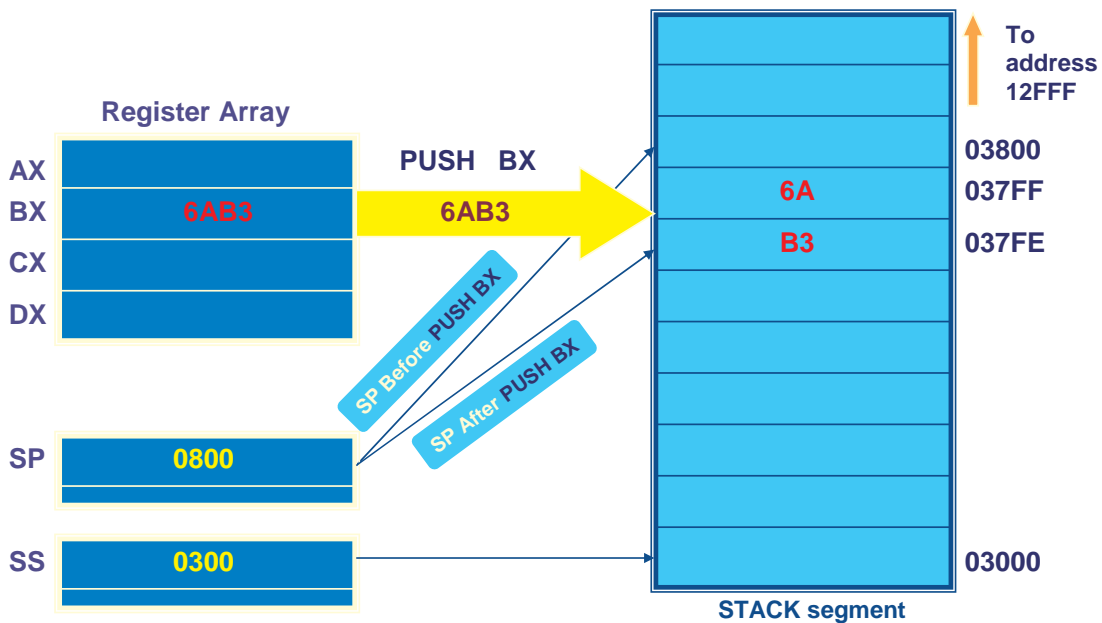 To
address
12FFF
Register Array
AX
BX
CX
DX
6AB3
PUSH BX
6AB3
03800
6A
037FF
B3
037FE
SP Before PUSH BX
SP After PUSH BX
SP
0800
SS
0300
03000
STACK segment